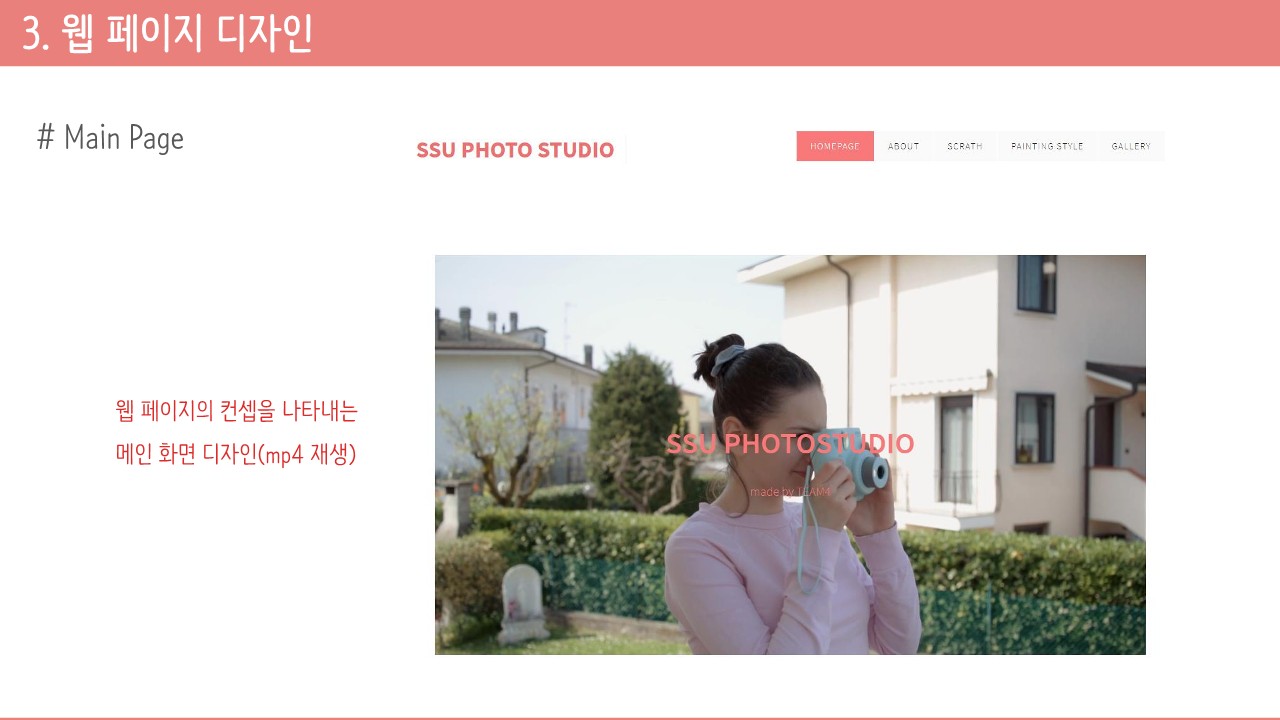 3. 웹 페이지 디자인
# Main Page
SSU PHOTO STUDIO
HOMEPAGE ABOUT SCRATH PAINTING STYLE GALLERY
웹 페이지의 컨셉을 나타내는
메인 화면 디자인(mp4 재생)
SSU PHOTOSTUDIO
made by TEAM4